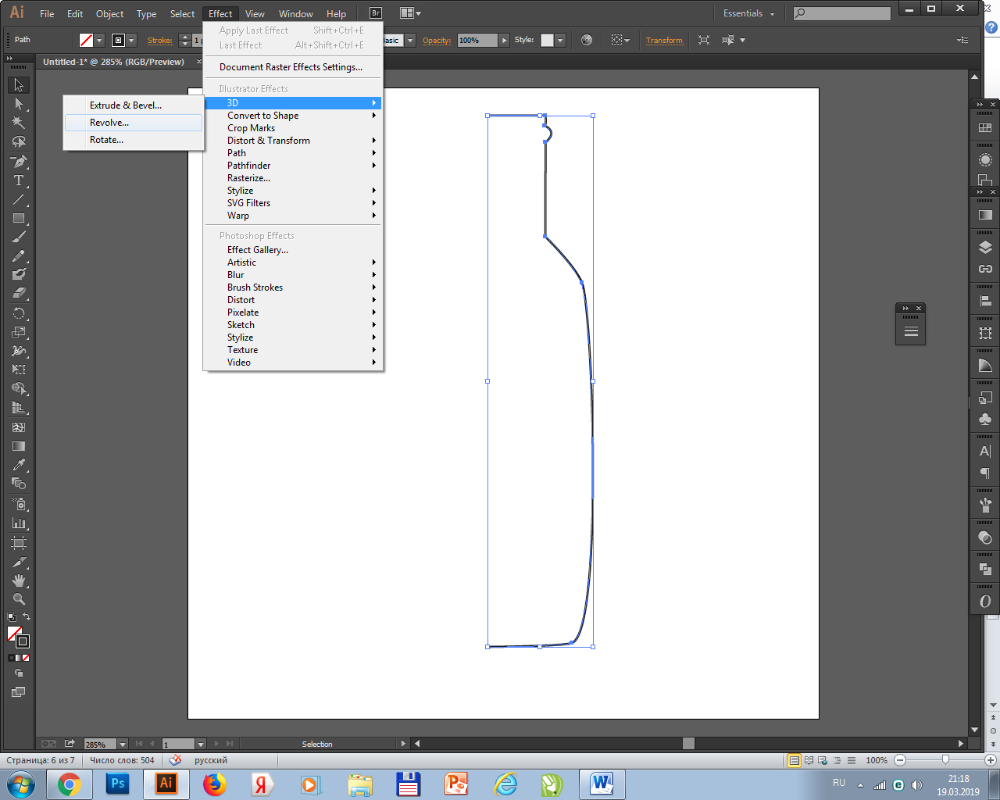 Ai File Edit Object Type Select Effect View Window Help Br Essentials
Path Stroke: 1 p Basic Opacity: 100% Style: Transform
Untitled-1* @ 285% (RGB/Preview)
Apply Last Effect Shift+Ctrl+E
Last Effect Alt+Shift+Ctrl+E
Document Raster Effects Settings...
Illustrator Effects
3D
Extrude & Bevel...
Revolve...
Rotate...
Convert to Shape
Crop Marks
Distort & Transform
Path
Pathfinder
Rasterize...
Stylize
SVG Filters
Warp
Photoshop Effects
Effect Gallery...
Artistic
Blur
Brush Strokes
Distort
Pixelate
Sketch
Stylize
Texture
Video
285% 1 Selection
Страница: 6 из 7 Число слов: 504 русский 100%
Ps Ai Я P W RU 21:18
19.03.2019